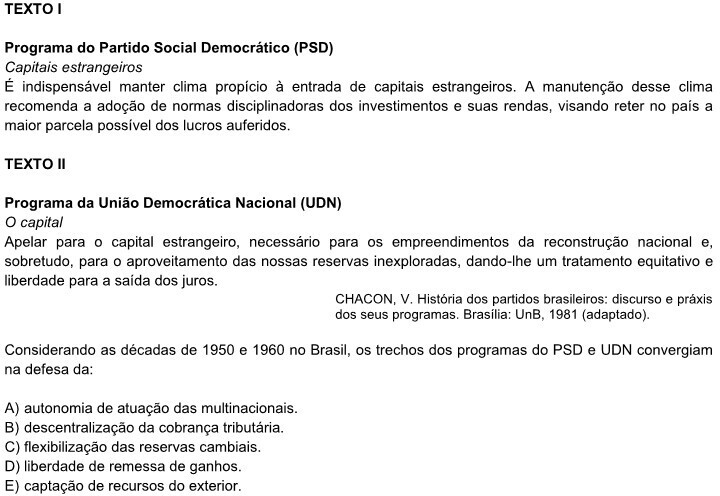 TEXTO I
Programa do Partido Social Democrático (PSD)
Capitais estrangeiros
É indispensável manter clima propício à entrada de capitais estrangeiros. A manutenção desse clima
recomenda a adoção de normas disciplinadoras dos investimentos e suas rendas, visando reter no país a
maior parcela possível dos lucros auferidos.
TEXTO II
Programa da União Democrática Nacional (UDN)
O capital
Apelar para o capital estrangeiro, necessário para os empreendimentos da reconstrução nacional e,
sobretudo, para o aproveitamento das nossas reservas inexploradas, dando-lhe um tratamento equitativo e
liberdade para a saída dos juros.
CHACON, V. História dos partidos brasileiros: discurso e práxis
dos seus programas. Brasília: UnB, 1981 (adaptado).
Considerando as décadas de 1950 e 1960 no Brasil, os trechos dos programas do PSD e UDN convergiam
na defesa da:
A) autonomia de atuação das multinacionais.
B) descentralização da cobrança tributária.
C) flexibilização das reservas cambiais.
D) liberdade de remessa de ganhos.
E) captação de recursos do exterior.